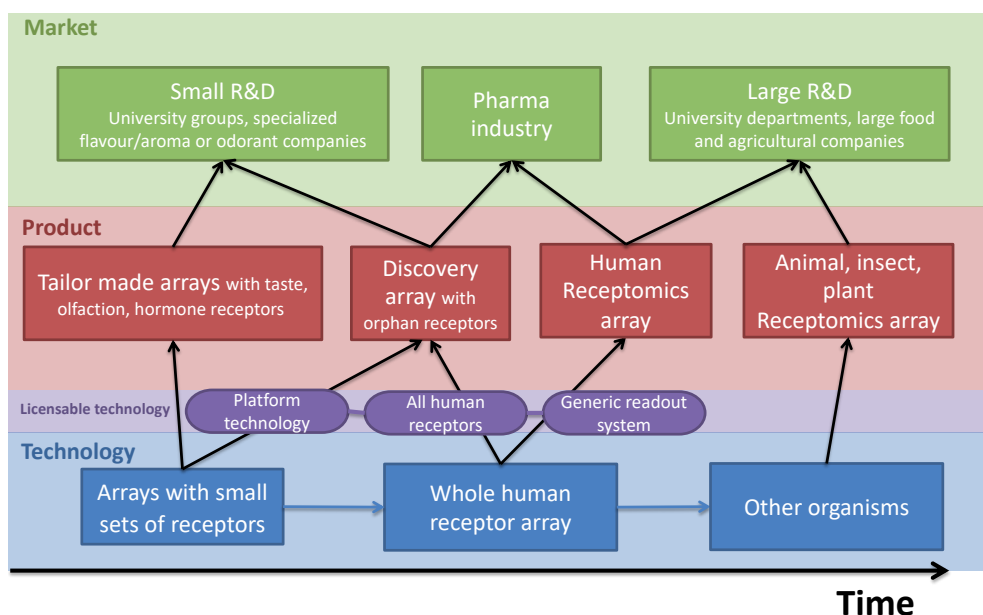 Market
Small R&D
University groups, specialized
flavour/aroma or odorant companies
Pharma
industry
Large R&D
University departments, large food
and agricultural companies
Product
Tailor made arrays with taste,
olfaction, hormone receptors
Discovery
array with
orphan receptors
Human
Receptomics
array
Animal, insect,
plant
Receptomics array
Licensable technology
Platform
technology
All human
receptors
Generic readout
system
Technology
Arrays with small
sets of receptors
Whole human
receptor array
Other organisms
Time